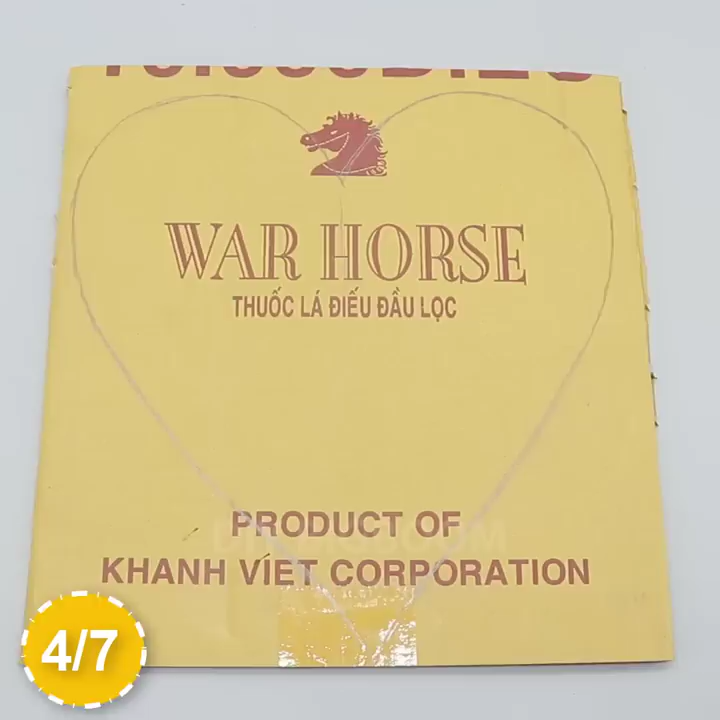 WAR HORSE
THUỐC LÁ ĐIẾU ĐẦU LỌC
PRODUCT OF
KHANH VIET CORPORATION
4/7